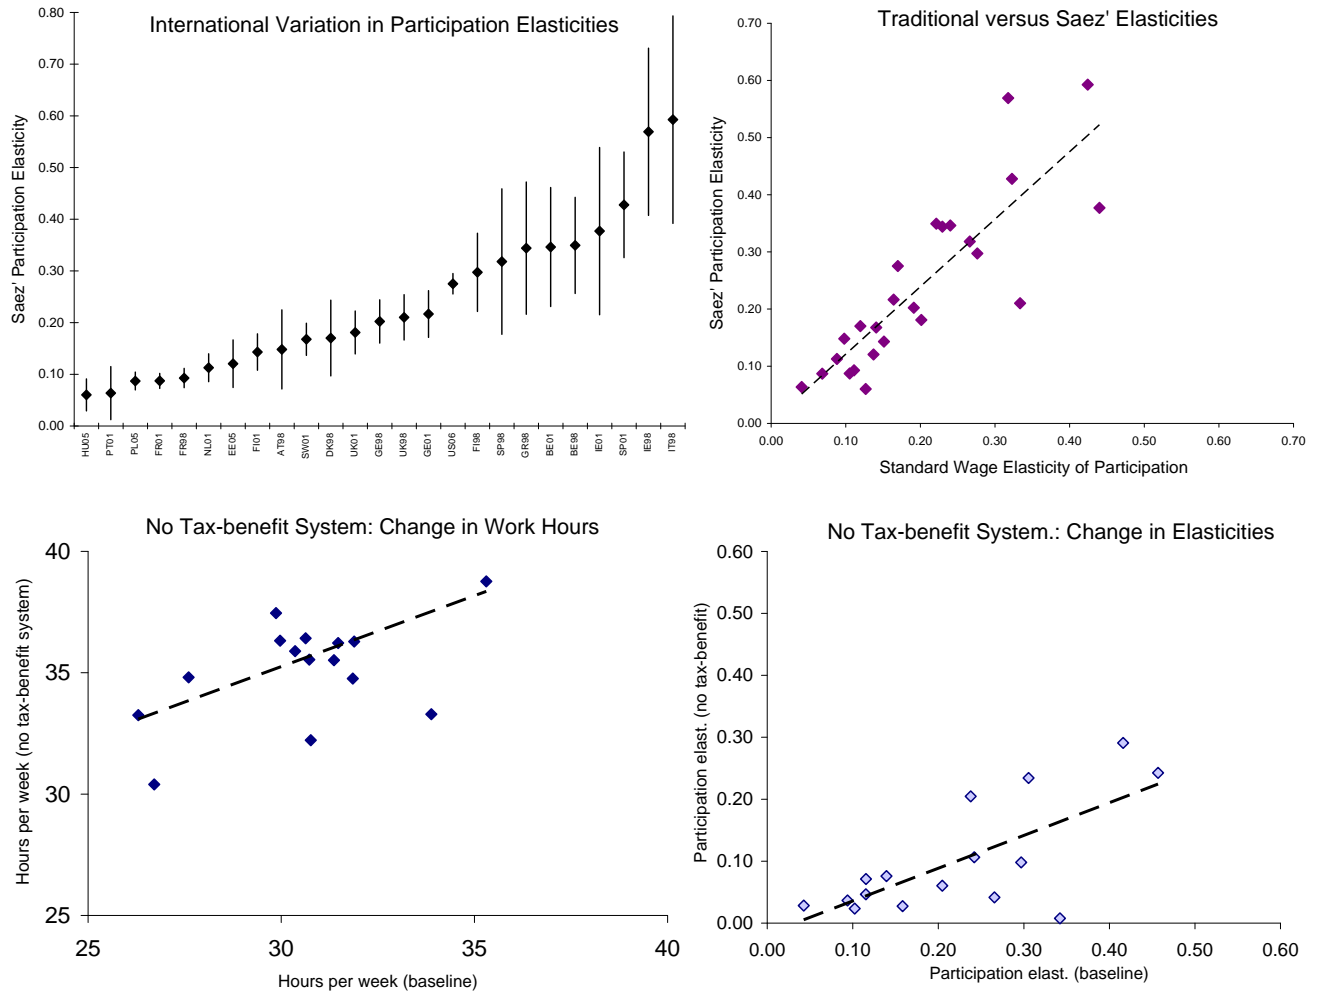 International Variation in Participation Elasticities
Saez' Participation Elasticity
0.80
0.70
0.60
0.50
0.40
0.30
0.20
0.10
0.00
HU05 PT01 PL05 FR01 FR98 NL01 EE05 FI01 AT98 SW01 DK98 UK01 GE98 UK98 GE01 US06 FI98 SP98 GR98 BE01 BE98 IE01 SP01 IE98 IT98
Traditional versus Saez' Elasticities
Saez' Participation Elasticity
0.70
0.60
0.50
0.40
0.30
0.20
0.10
0.00
0.00 0.10 0.20 0.30 0.40 0.50 0.60 0.70
Standard Wage Elasticity of Participation
No Tax-benefit System: Change in Work Hours
Hours per week (no tax-benefit system)
40
35
30
25
25 30 35 40
Hours per week (baseline)
No Tax-benefit System.: Change in Elasticities
Participation elast. (no tax-benefit)
0.60
0.50
0.40
0.30
0.20
0.10
0.00
0.00 0.10 0.20 0.30 0.40 0.50 0.60
Participation elast. (baseline)